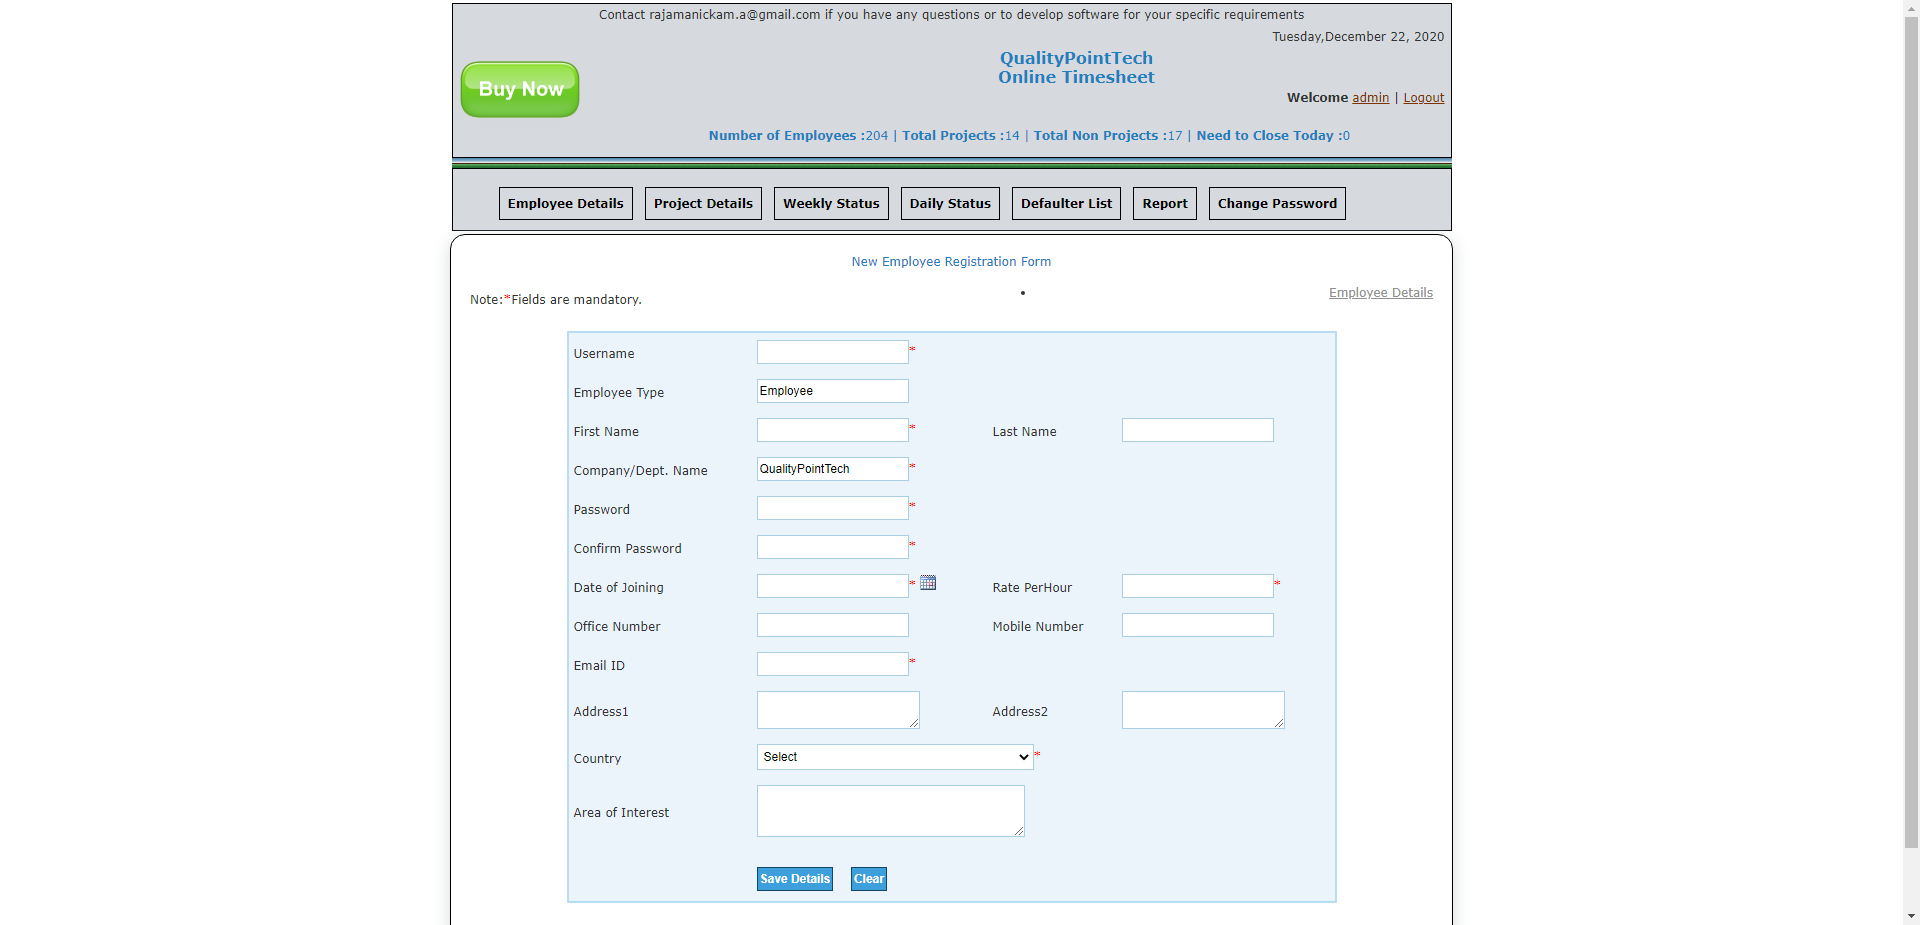 Contact rajamanickam.a@gmail.com if you have any questions or to develop software for your specific requirements
Tuesday,December 22, 2020
QualityPointTech
Online Timesheet
Buy Now
Welcome admin | Logout
Number of Employees :204 | Total Projects :14 | Total Non Projects :17 | Need to Close Today :0
Employee Details Project Details Weekly Status Daily Status Defaulter List Report Change Password
New Employee Registration Form
Employee Details
Note:*Fields are mandatory.
Username *
Employee Type Employee
First Name * Last Name
Company/Dept. Name QualityPointTech *
Password *
Confirm Password *
Date of Joining * Rate PerHour *
Office Number Mobile Number
Email ID *
Address1 Address2
Country Select *
Area of Interest
Save Details Clear